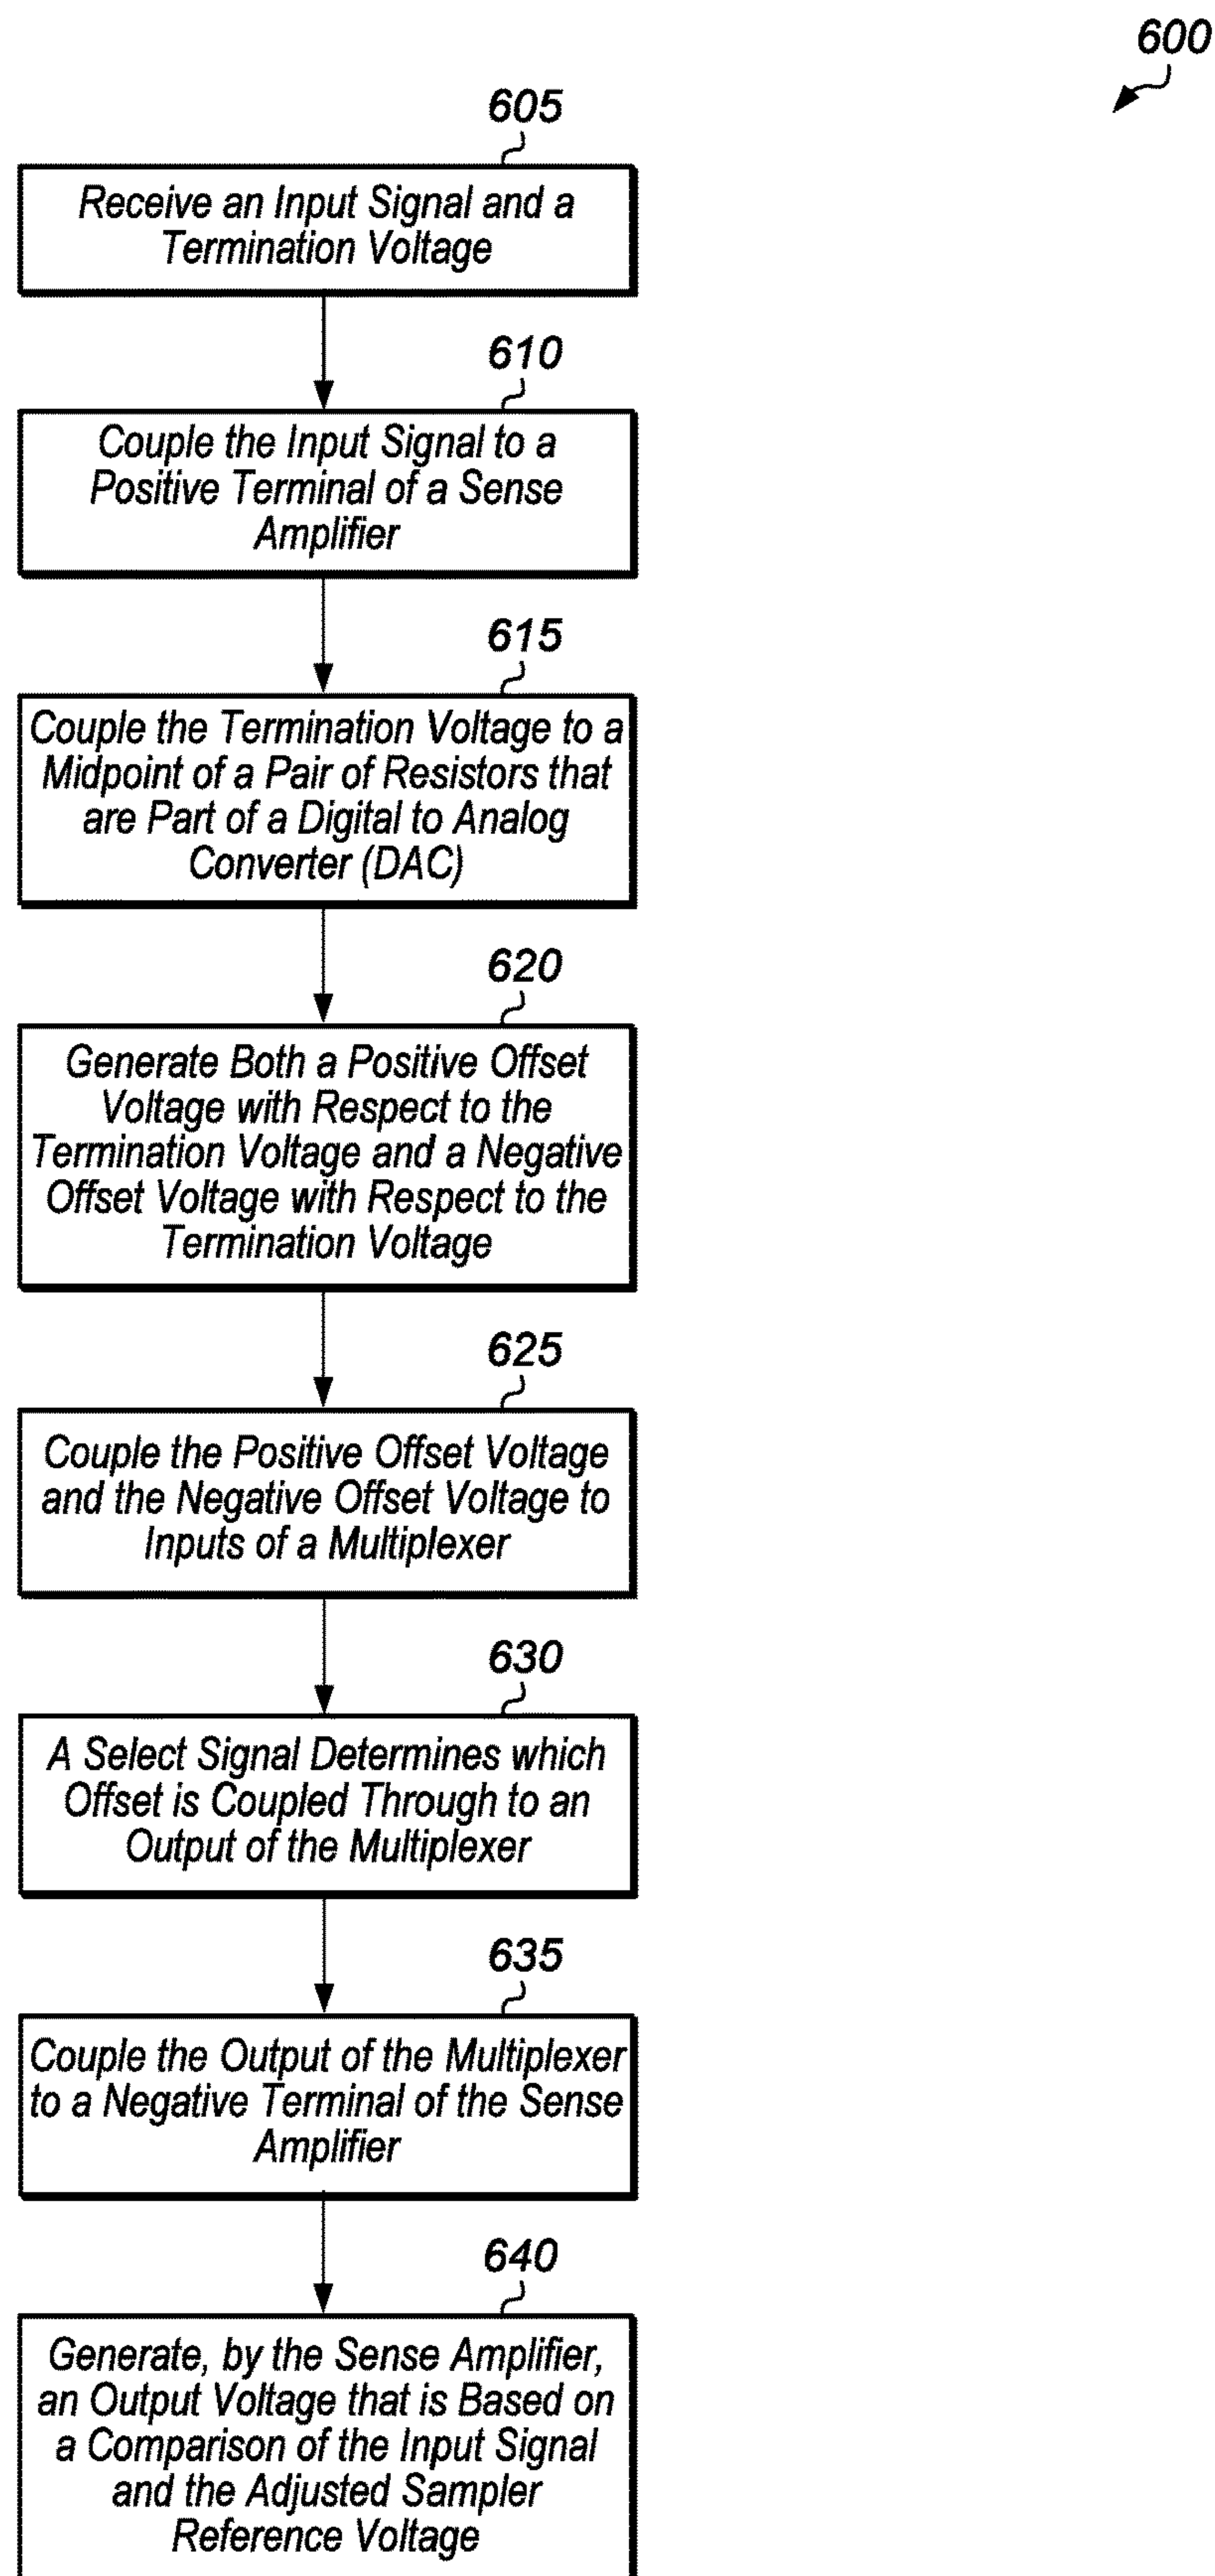 600
605
Receive an Input Signal and a
Termination Voltage
610
Couple the Input Signal to a
Positive Terminal of a Sense
Amplifier
615
Couple the Termination Voltage to a
Midpoint of a Pair of Resistors that
are Part of a Digital to Analog
Converter (DAC)
620
Generate Both a Positive Offset
Voltage with Respect to the
Termination Voltage and a Negative
Offset Voltage with Respect to the
Termination Voltage
625
Couple the Positive Offset Voltage
and the Negative Offset Voltage to
Inputs of a Multiplexer
630
A Select Signal Determines which
Offset is Coupled Through to an
Output of the Multiplexer
635
Couple the Output of the Multiplexer
to a Negative Terminal of the Sense
Amplifier
640
Generate, by the Sense Amplifier,
an Output Voltage that is Based on
a Comparison of the Input Signal
and the Adjusted Sampler
Reference Voltage